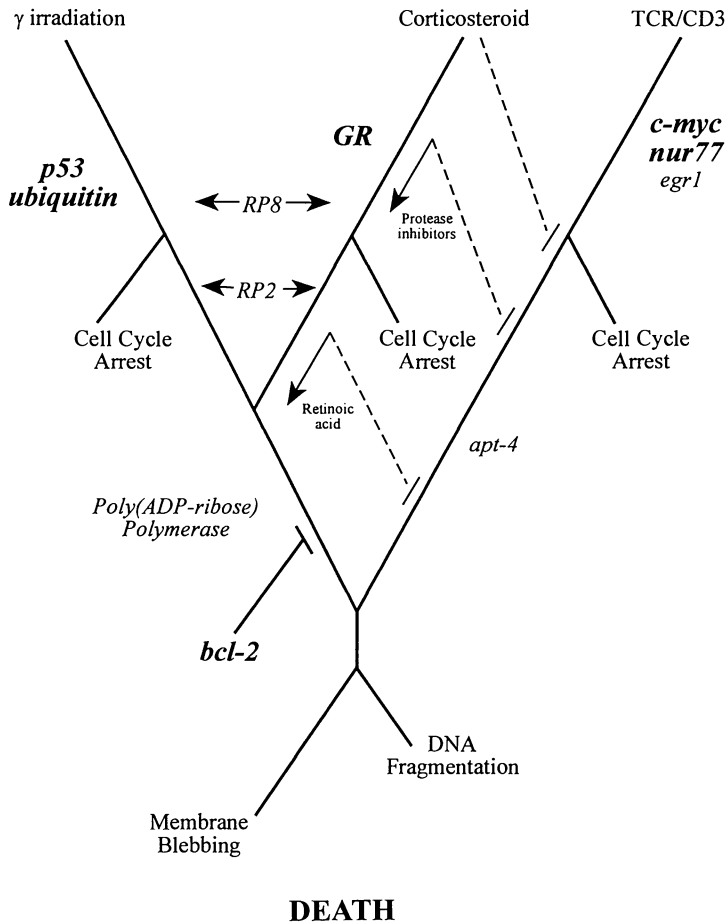 γ irradiation
Corticosteroid
TCR/CD3
GR
c-myc
nur77
egr1
p53
ubiquitin
RP8
Protease
inhibitors
RP2
Cell Cycle
Arrest
Cell Cycle
Arrest
Cell Cycle
Arrest
Retinoic
acid
apt-4
Poly(ADP-ribose)
Polymerase
bcl-2
DNA
Fragmentation
Membrane
Blebbing
DEATH